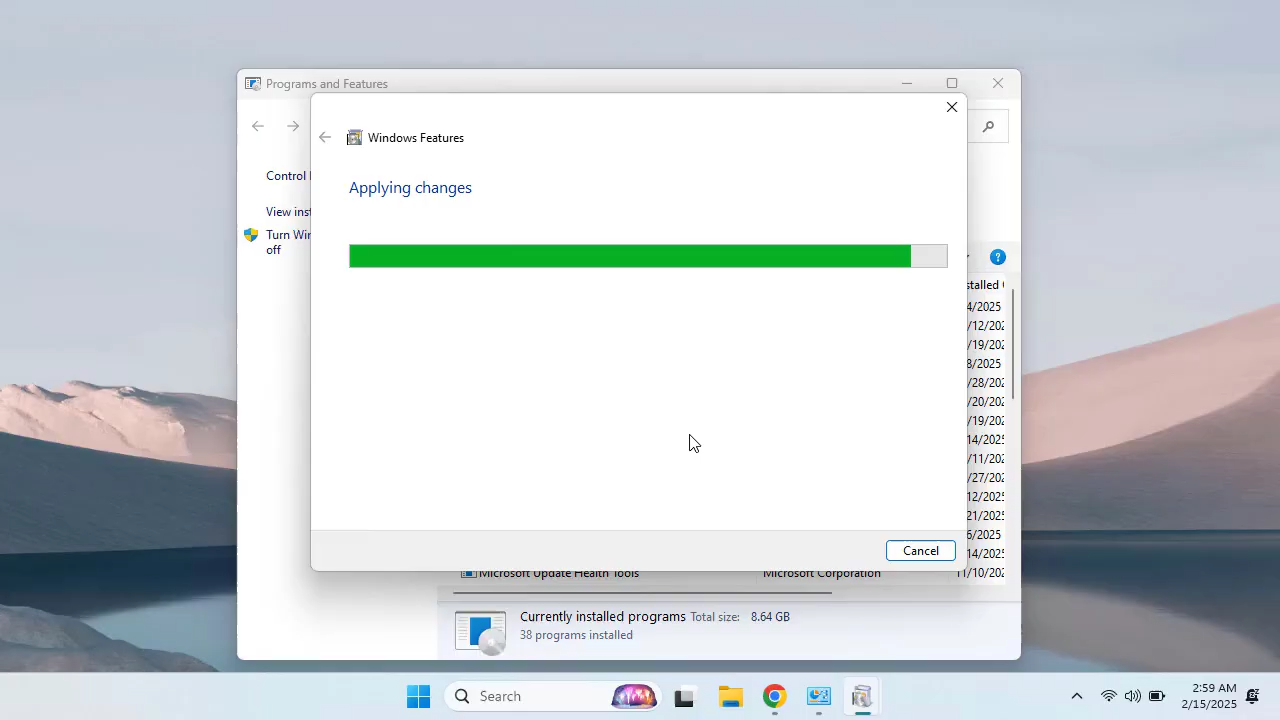 Programs and Features
Windows Features
Applying changes
Control
View inst
Turn Wir
off
stalled
4/2025
/12/202
/19/202
8/2025
/28/202
/20/202
/19/202
14/2025
/11/202
/27/202
12/2025
/21/2025
6/2025
14/2025
Cancel
Microsoft Update Health Tools Microsoft Corporation 11/10/202
Currently installed programs Total size: 8.64 GB
38 programs installed
Search
2:59 AM
2/15/2025